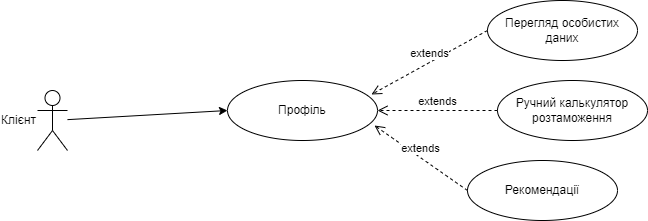 Перегляд особистих
даних
extends
Клієнт
Профіль
extends
Ручний калькулятор
розтаможення
extends
Рекомендації